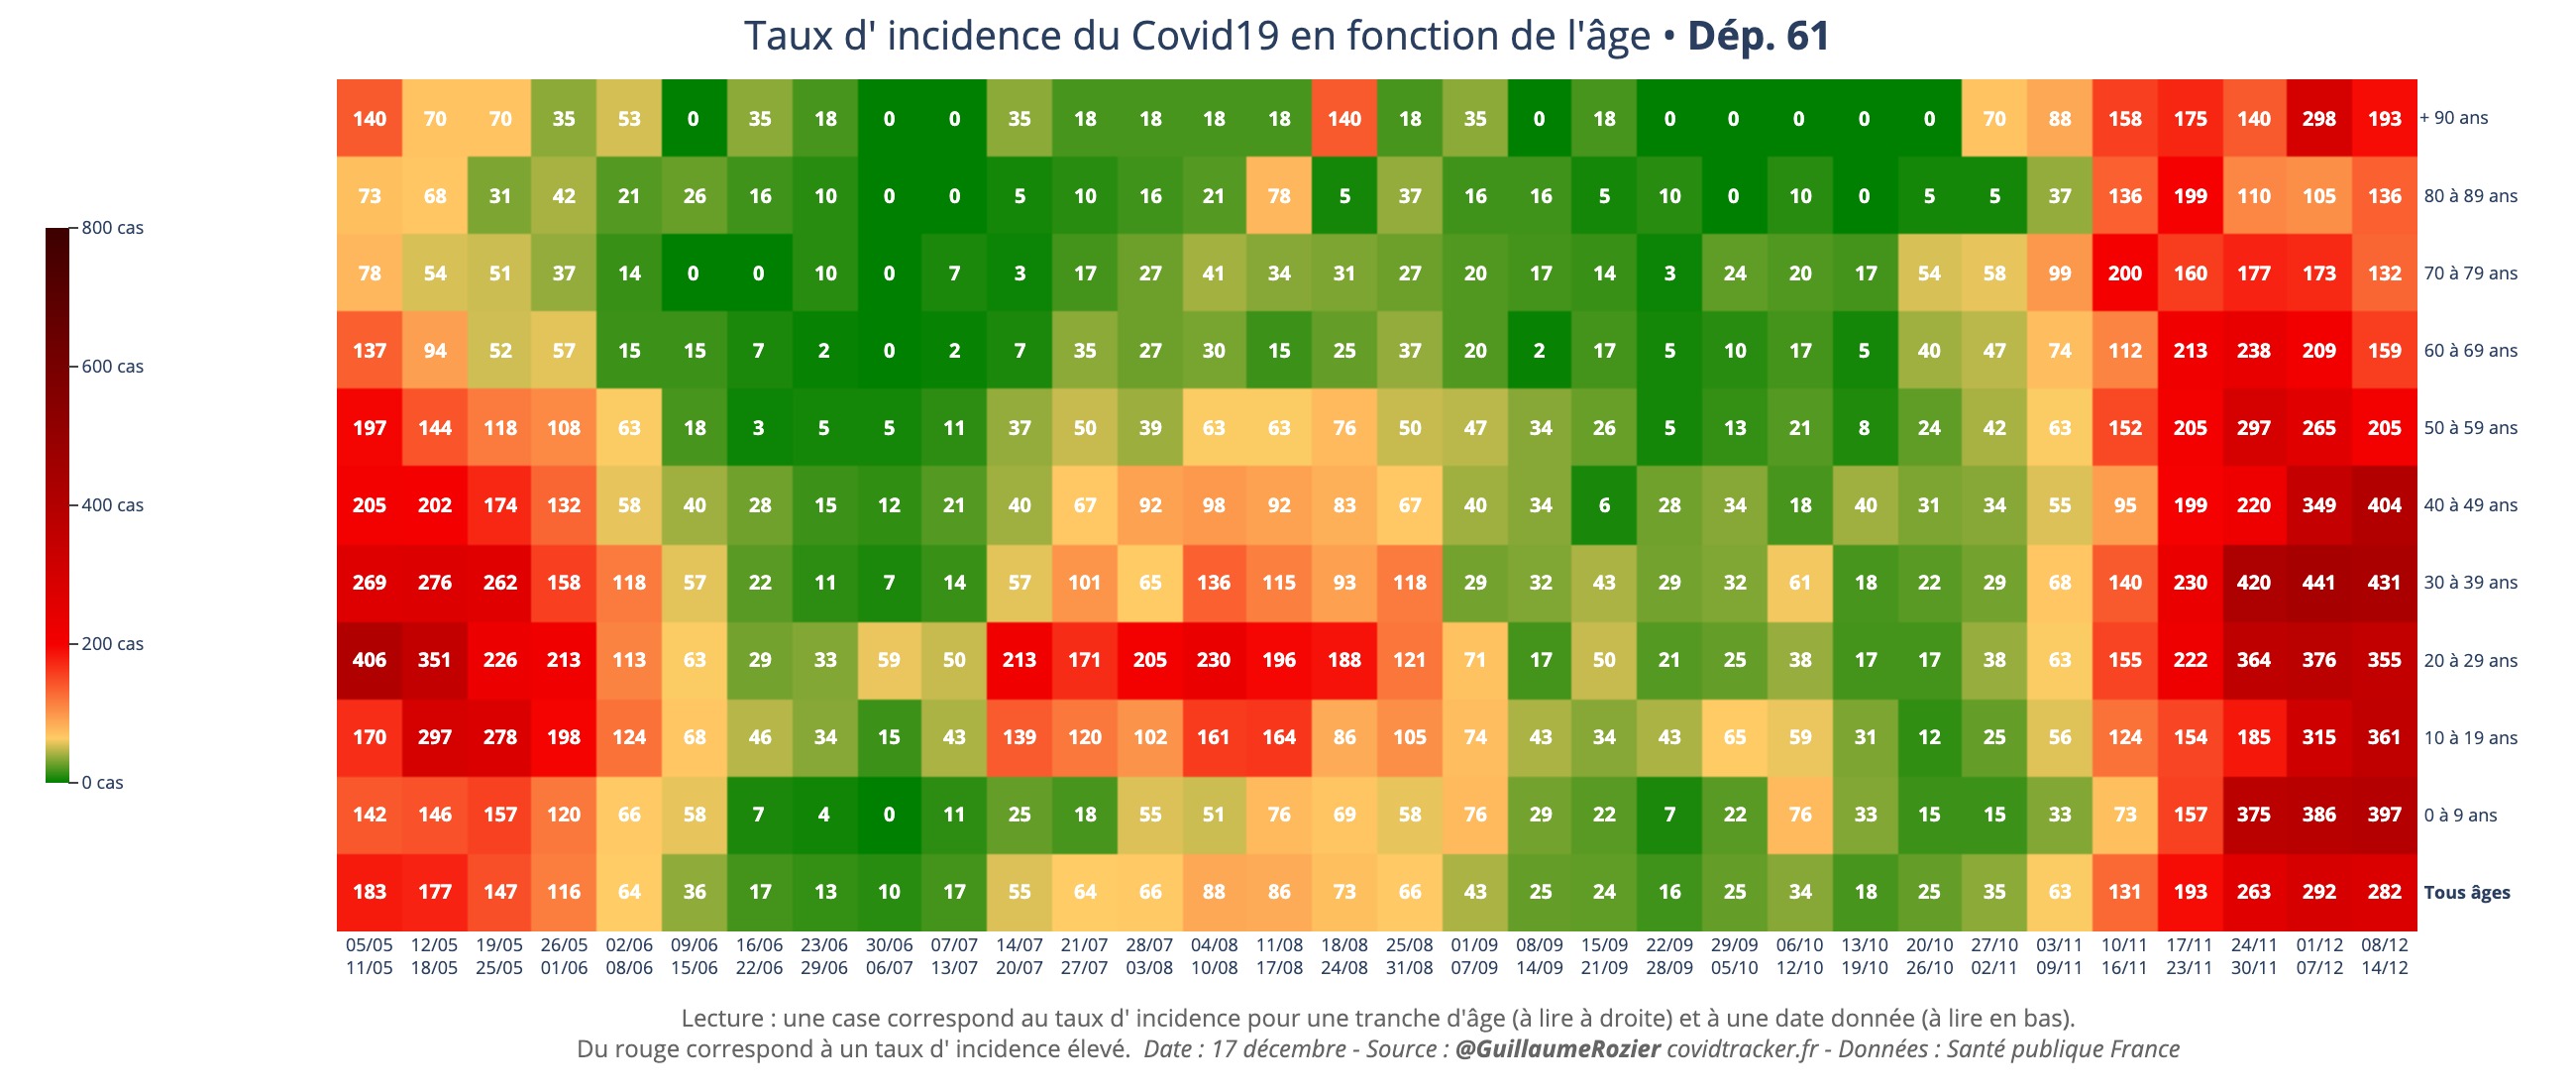 Taux d' incidence du Covid19 en fonction de l'âge • Dép. 61
800 cas
600 cas
400 cas
200 cas
0 cas
140 70 70 35 53 0 35 18 0 0 35 18 18 18 18 140 18 35 0 18 0 0 0 0 0 70 88 158 175 140 298 193 + 90 ans
73 68 31 42 21 26 16 10 0 0 5 10 16 21 78 5 37 16 16 5 10 0 10 0 5 5 37 136 199 110 105 136 80 à 89 ans
78 54 51 37 14 0 0 10 0 7 3 17 27 41 34 31 27 20 17 14 3 24 20 17 54 58 99 200 160 177 173 132 70 à 79 ans
137 94 52 57 15 15 7 2 0 2 7 35 27 30 15 25 37 20 2 17 5 10 17 5 40 47 74 112 213 238 209 159 60 à 69 ans
197 144 118 108 63 18 3 5 5 11 37 50 39 63 63 76 50 47 34 26 5 13 21 8 24 42 63 152 205 297 265 205 50 à 59 ans
205 202 174 132 58 40 28 15 12 21 40 67 92 98 92 83 67 40 34 6 28 34 18 40 31 34 55 95 199 220 349 404 40 à 49 ans
269 276 262 158 118 57 22 11 7 14 57 101 65 136 115 93 118 29 32 43 29 32 61 18 22 29 68 140 230 420 441 431 30 à 39 ans
406 351 226 213 113 63 29 33 59 50 213 171 205 230 196 188 121 71 17 50 21 25 38 17 17 38 63 155 222 364 376 355 20 à 29 ans
170 297 278 198 124 68 46 34 15 43 139 120 102 161 164 86 105 74 43 34 43 65 59 31 12 25 56 124 154 185 315 361 10 à 19 ans
142 146 157 120 66 58 7 4 0 11 25 18 55 51 76 69 58 76 29 22 7 22 76 33 15 15 33 73 157 375 386 397 0 à 9 ans
183 177 147 116 64 36 17 13 10 17 55 64 66 88 86 73 66 43 25 24 16 25 34 18 25 35 63 131 193 263 292 282 Tous âges
05/05 12/05 19/05 26/05 02/06 09/06 16/06 23/06 30/06 07/07 14/07 21/07 28/07 04/08 11/08 18/08 25/08 01/09 08/09 15/09 22/09 29/09 06/10 13/10 20/10 27/10 03/11 10/11 17/11 24/11 01/12 08/12
11/05 18/05 25/05 01/06 08/06 15/06 22/06 29/06 06/07 13/07 20/07 27/07 03/08 10/08 17/08 24/08 31/08 07/09 14/09 21/09 28/09 05/10 12/10 19/10 26/10 02/11 09/11 16/11 23/11 30/11 07/12 14/12
Lecture : une case correspond au taux d' incidence pour une tranche d'âge (à lire à droite) et à une date donnée (à lire en bas).
Du rouge correspond à un taux d' incidence élevé. Date : 17 décembre - Source : @GuillaumeRozier covidtracker.fr - Données : Santé publique France